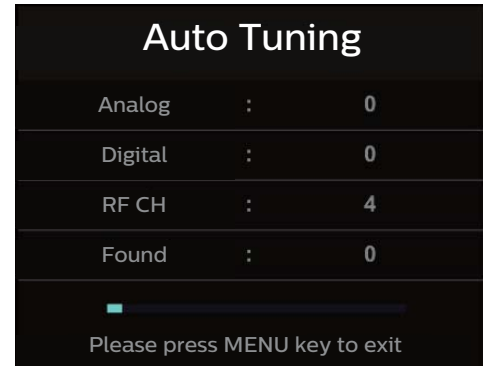 Auto Tuning
Analog : 0
Digital : 0
RF CH : 4
Found : 0
Please press MENU key to exit